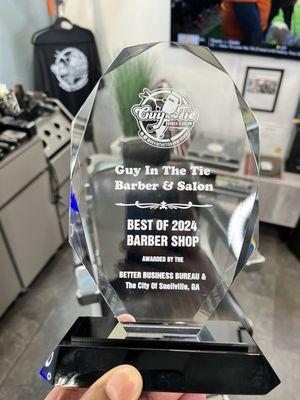 Guy in the Tie
BARBER & SALON
Guy In The Tie
Barber & Salon
BEST OF 2024
BARBER SHOP
AWARDED BY THE
BETTER BUSINESS BUREAU &
The City Of Snellville, GA